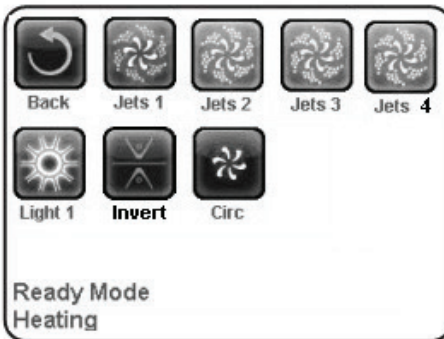 Back Jets 1 Jets 2 Jets 3 Jets 4
Light 1 Invert Circ
Ready Mode
Heating